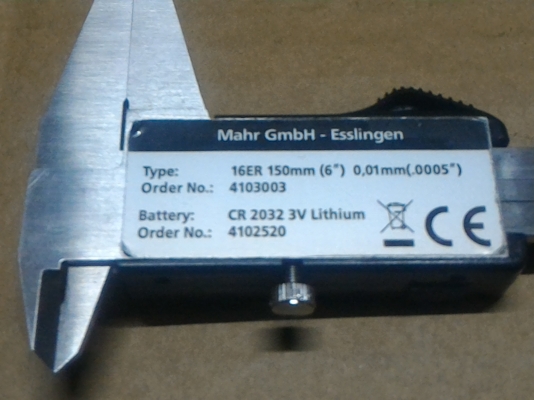 Mahr GmbH - Esslingen
Type: 16ER 150mm (6") 0,01mm(.0005")
Order No.: 4103003
Battery: CR 2032 3V Lithium
Order No.: 4102520
CE